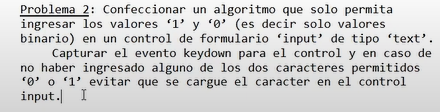 Problema 2: Confeccionar un algoritmo que solo permita
ingresar los valores ‘1’ y ‘0’ (es decir solo valores
binario) en un control de formulario ‘input’ de tipo ‘text’.
Capturar el evento keydown para el control y en caso de
no haber ingresado alguno de los dos caracteres permitidos
‘0’ o ‘1’ evitar que se cargue el caracter en el control
input.